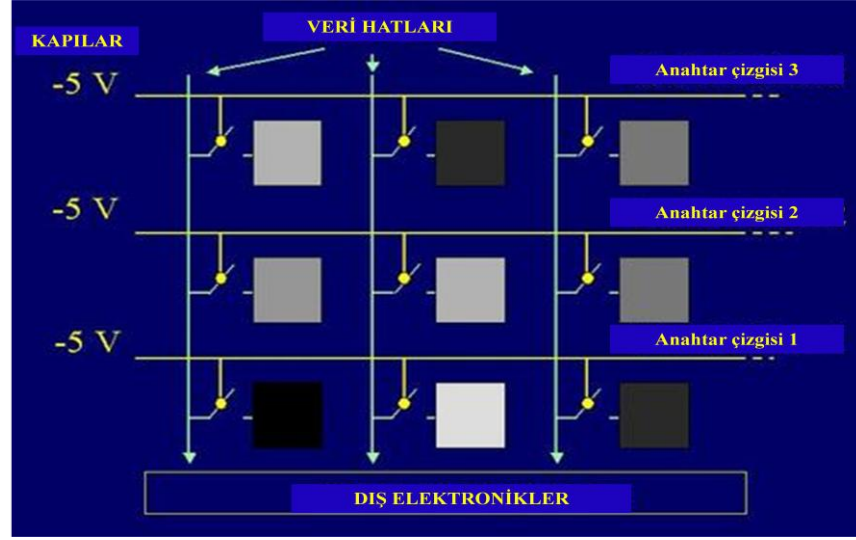 VERİ HATLARI
KAPILAR
-5 V
Anahtar çizgisi 3
-5 V
Anahtar çizgisi 2
-5 V
Anahtar çizgisi 1
DIŞ ELEKTRONİKLER